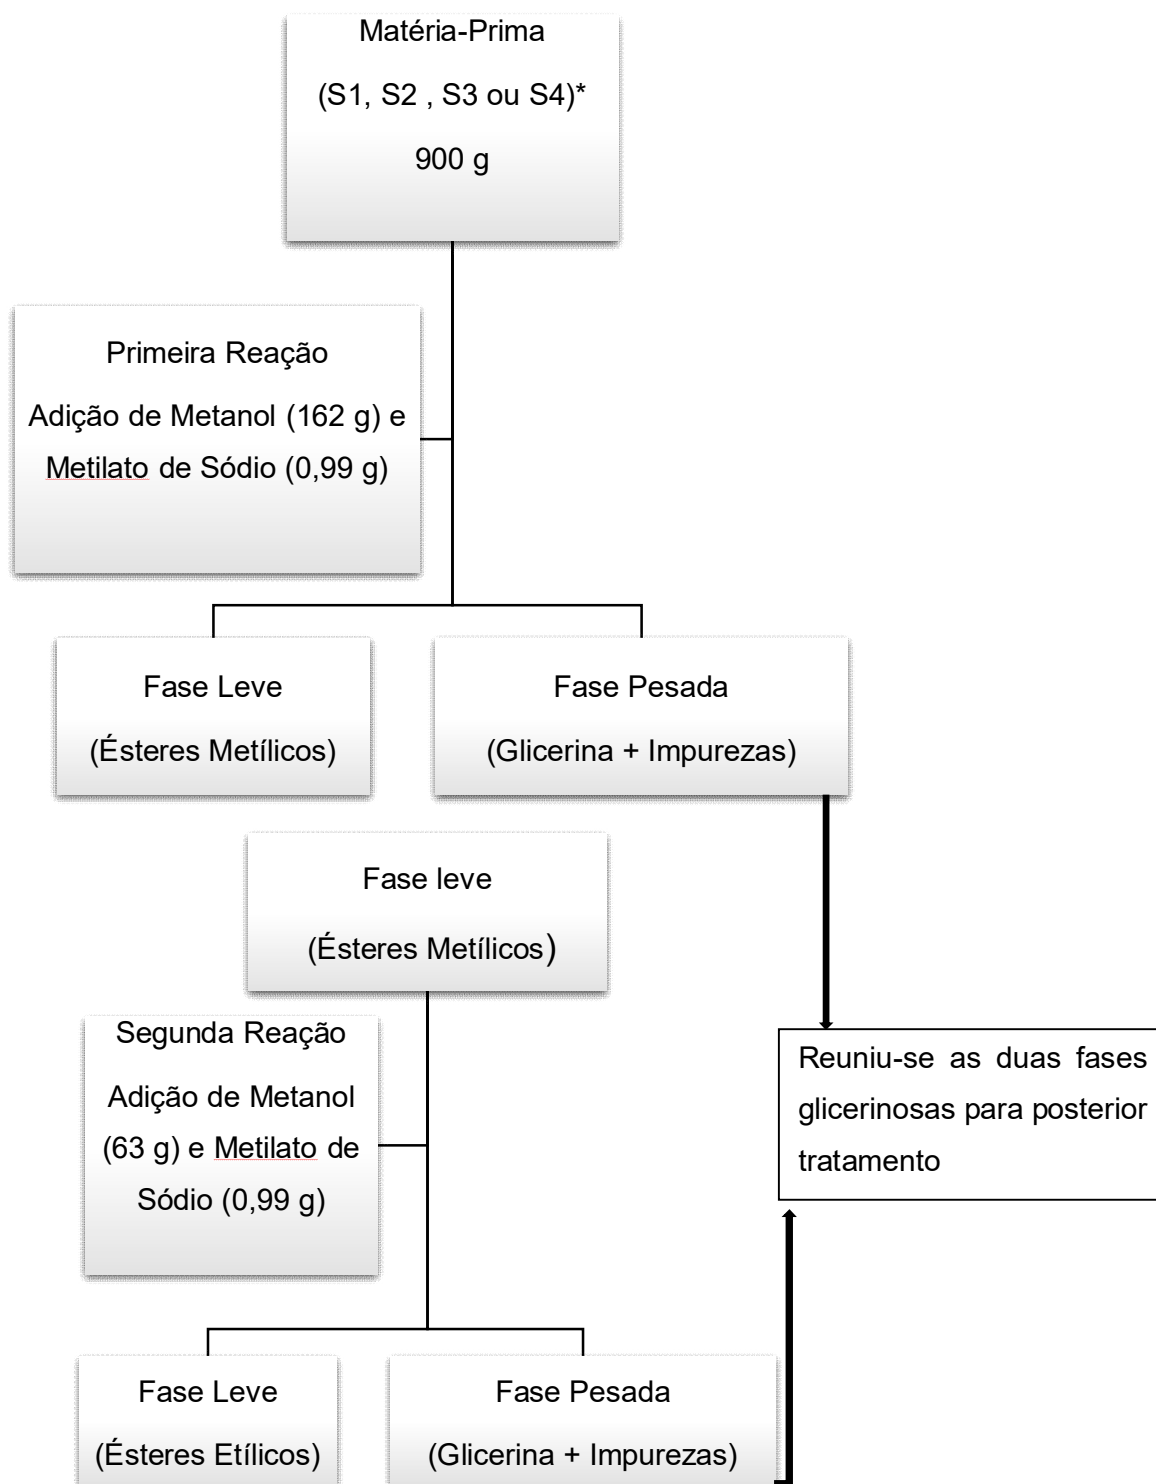 Matéria-Prima
(S1, S2 , S3 ou S4)*
900 g
Primeira Reação
Adição de Metanol (162 g) e
Metilato de Sódio (0,99 g)
Fase Leve
(Ésteres Metílicos)
Fase Pesada
(Glicerina + Impurezas)
Fase leve
(Ésteres Metílicos)
Segunda Reação
Adição de Metanol
(63 g) e Metilato de
Sódio (0,99 g)
Reuniu-se as duas fases
glicerinosas para posterior
tratamento
Fase Leve
(Ésteres Etílicos)
Fase Pesada
(Glicerina + Impurezas)